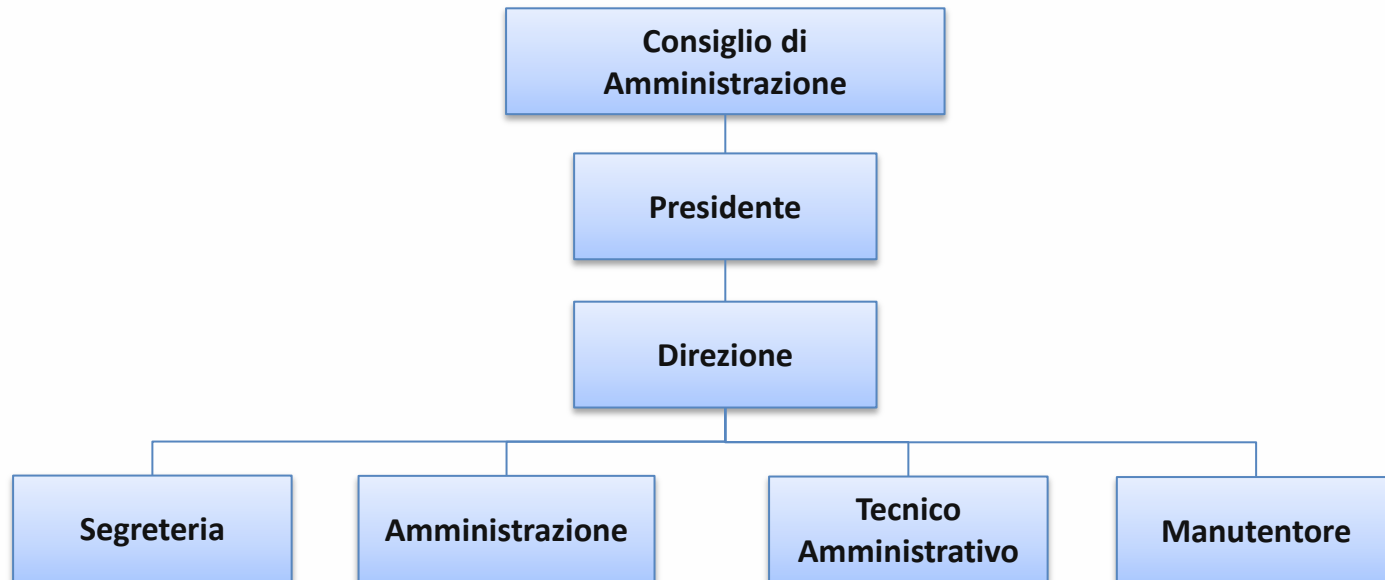 Consiglio di
Amministrazione
Presidente
Direzione
Segreteria
Amministrazione
Tecnico
Amministrativo
Manutentore